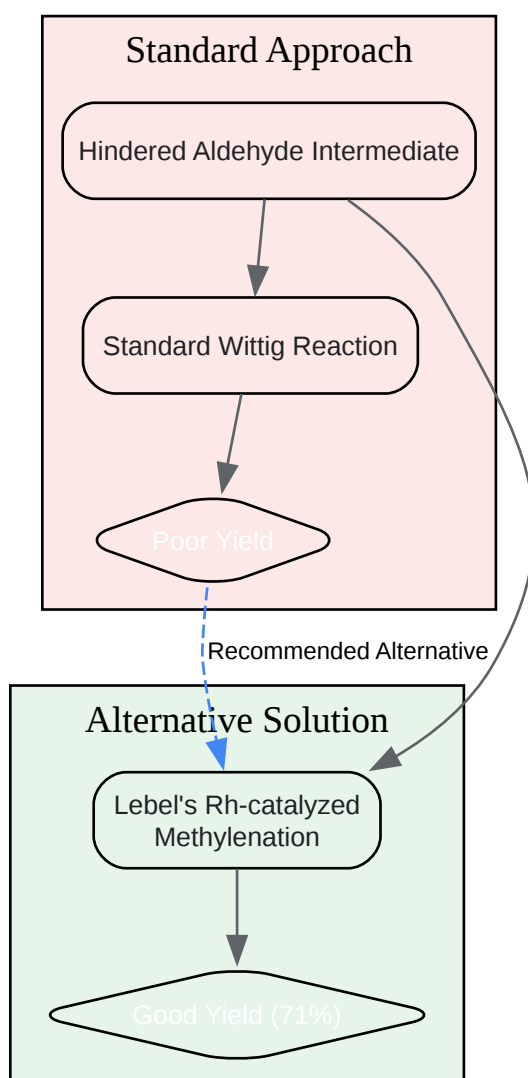 Standard Approach
Hindered Aldehyde Intermediate
Standard Wittig Reaction
Poor Yield
Recommended Alternative
Alternative Solution
Lebel's Rh-catalyzed
Methylenation
Good Yield (71%)